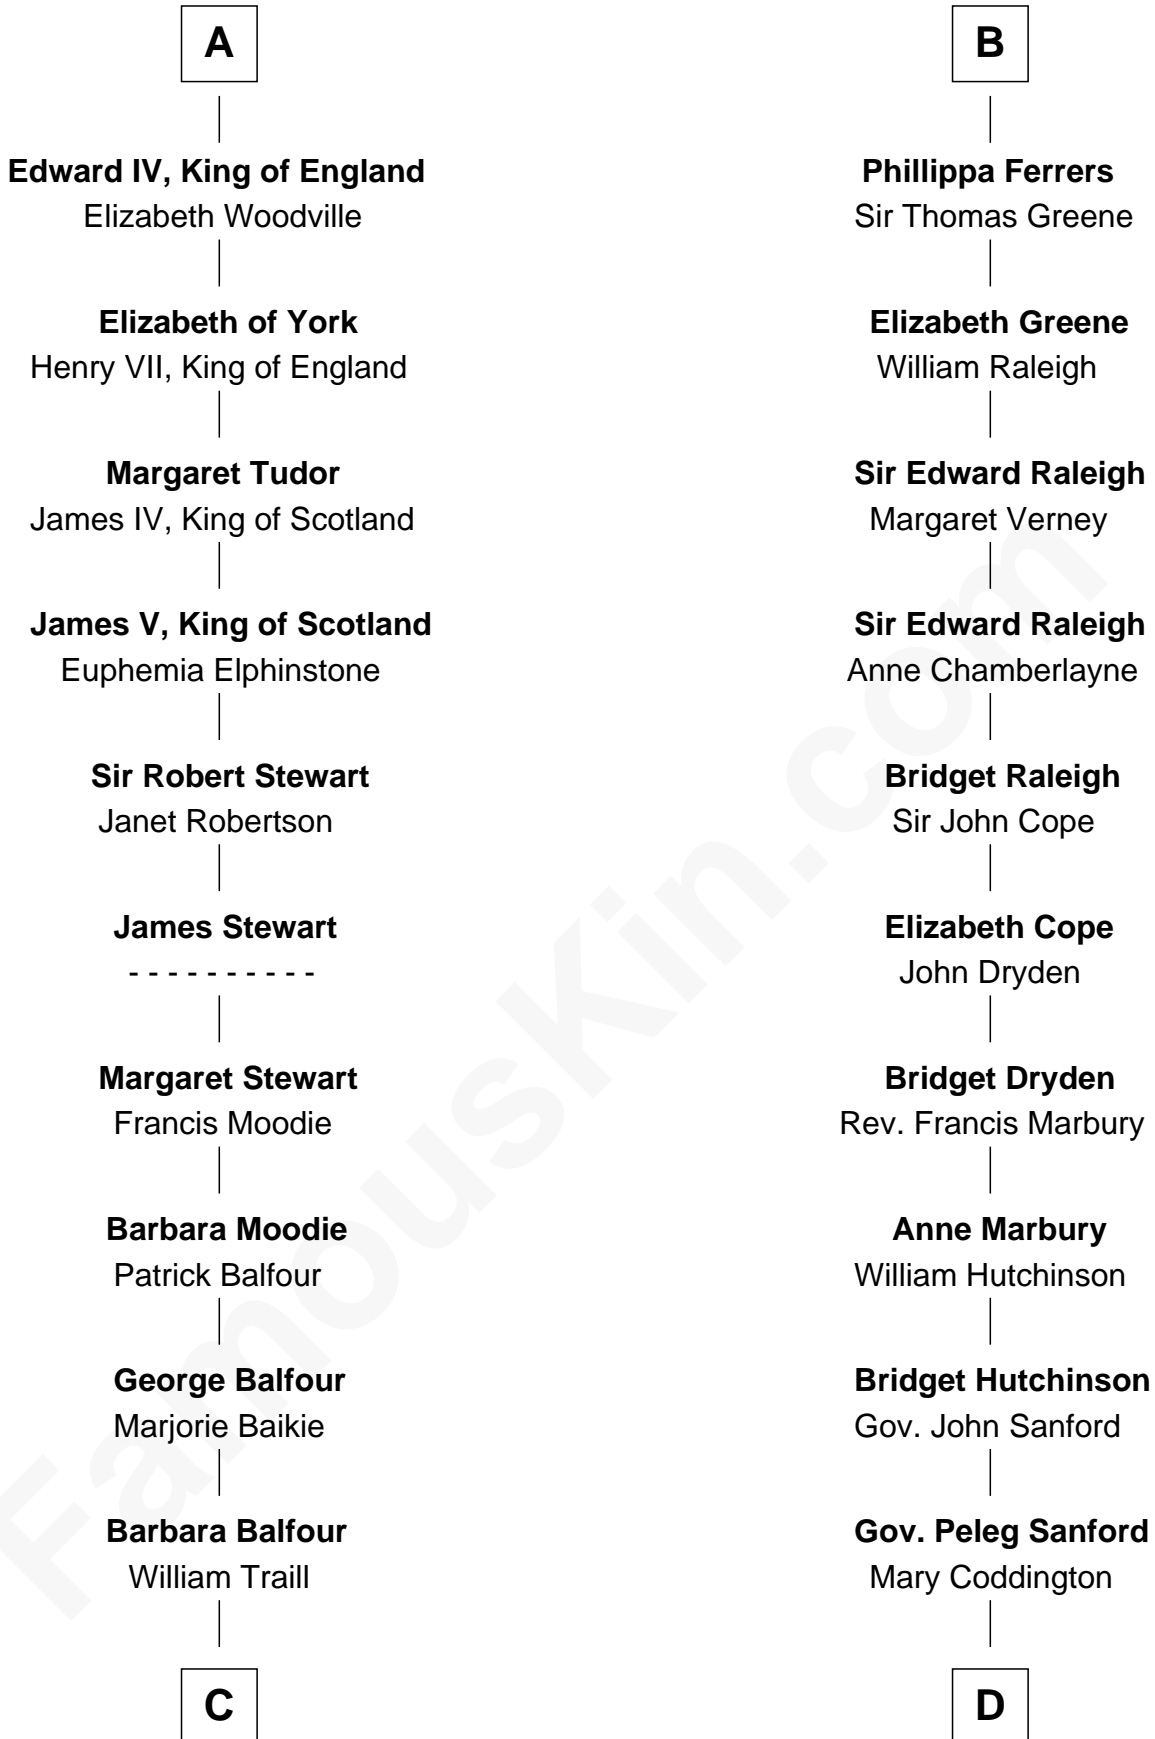 A
Edward IV, King of England
Elizabeth Woodville
Elizabeth of York
Henry VII, King of England
Margaret Tudor
James IV, King of Scotland
James V, King of Scotland
Euphemia Elphinstone
Sir Robert Stewart
Janet Robertson
James Stewart
- - - - - - - - - -
Margaret Stewart
Francis Moodie
Barbara Moodie
Patrick Balfour
George Balfour
Marjorie Baikie
Barbara Balfour
William Traill
C
B
Phillippa Ferrers
Sir Thomas Greene
Elizabeth Greene
William Raleigh
Sir Edward Raleigh
Margaret Verney
Sir Edward Raleigh
Anne Chamberlayne
Bridget Raleigh
Sir John Cope
Elizabeth Cope
John Dryden
Bridget Dryden
Rev. Francis Marbury
Anne Marbury
William Hutchinson
Bridget Hutchinson
Gov. John Sanford
Gov. Peleg Sanford
Mary Coddington
D
FamousKin.com